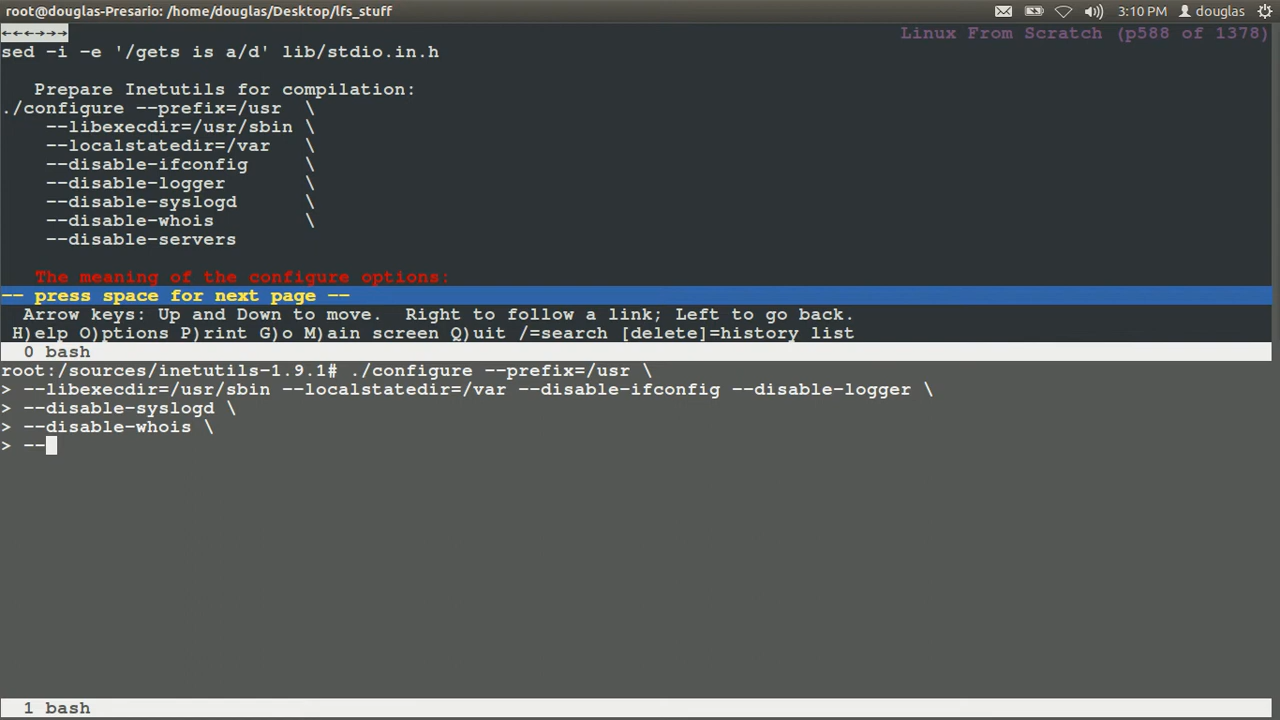 root@douglas-Presario: /home/douglas/Desktop/lfs_stuff 3:10 PM douglas
←←←→→→ Linux From Scratch (p588 of 1378)
sed -i -e '/gets is a/d' lib/stdio.in.h
Prepare Inetutils for compilation:
./configure --prefix=/usr \
--libexecdir=/usr/sbin \
--localstatedir=/var \
--disable-ifconfig \
--disable-logger \
--disable-syslogd \
--disable-whois \
--disable-servers
The meaning of the configure options:
-- press space for next page --
Arrow keys: Up and Down to move. Right to follow a link; Left to go back.
H)elp O)ptions P)rint G)o M)ain screen Q)uit /=search [delete]=history list
0 bash
root:/sources/inetutils-1.9.1# ./configure --prefix=/usr \
> --libexecdir=/usr/sbin --localstatedir=/var --disable-ifconfig --disable-logger \
> --disable-syslogd \
> --disable-whois \
> --
1 bash